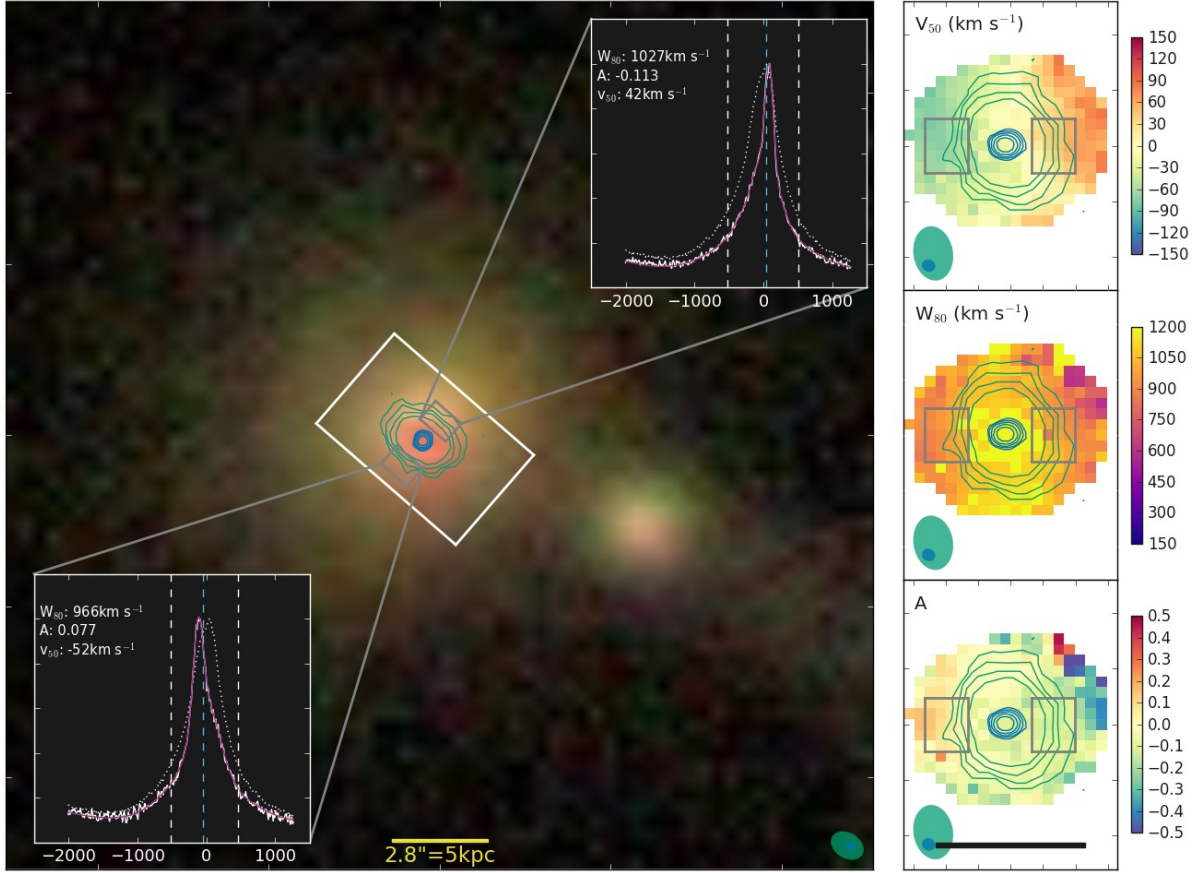 W₈₀: 1027km s⁻¹
A: -0.113
v₅₀: 42km s⁻¹
−2000 −1000 0 1000
W₈₀: 966km s⁻¹
A: 0.077
v₅₀: -52km s⁻¹
−2000 −1000 0 1000
2.8"=5kpc
V₅₀ (km s⁻¹)
150
120
90
60
30
0
−30
−60
−90
−120
−150
W₈₀ (km s⁻¹)
1200
1050
900
750
600
450
300
150
A
0.5
0.4
0.3
0.2
0.1
0.0
−0.1
−0.2
−0.3
−0.4
−0.5